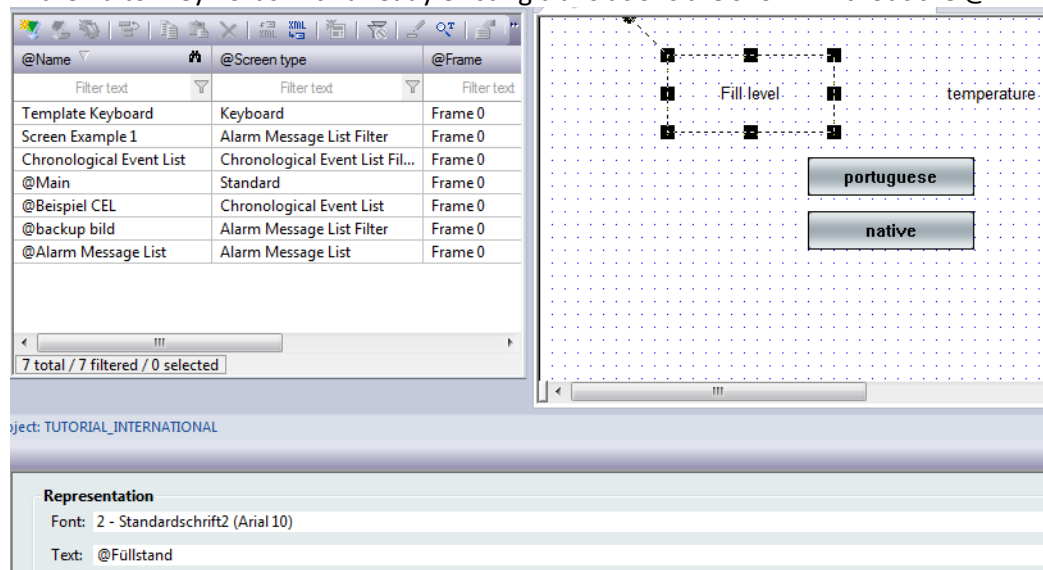 XML XML
@Name @Screen type @Frame
Filter text Filter text Filter text
Template Keyboard Keyboard Frame 0
Screen Example 1 Alarm Message List Filter Frame 0
Chronological Event List Chronological Event List Fil... Frame 0
@Main Standard Frame 0
@Beispiel CEL Chronological Event List Frame 0
@backup bild Alarm Message List Filter Frame 0
@Alarm Message List Alarm Message List Frame 0
7 total / 7 filtered / 0 selected
Fill level temperature
portuguese
native
oject: TUTORIAL_INTERNATIONAL
Representation
Font: 2 - Standardschrift2 (Arial 10)
Text: @Füllstand